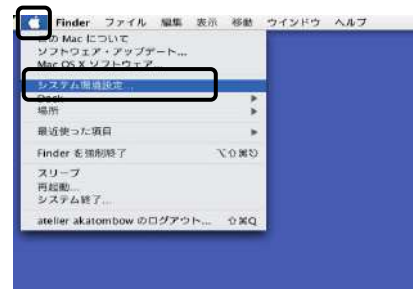 Finder ファイル 編集 表示 移動 ウインドウ ヘルプ
この Mac について
ソフトウェア・アップデート...
Mac OS X ソフトウェア...
システム環境設定...
Dock
場所
最近使った項目
Finder を強制終了
スリープ
再起動...
システム終了...
atelier akatombow のログアウト... ⇧⌘Q